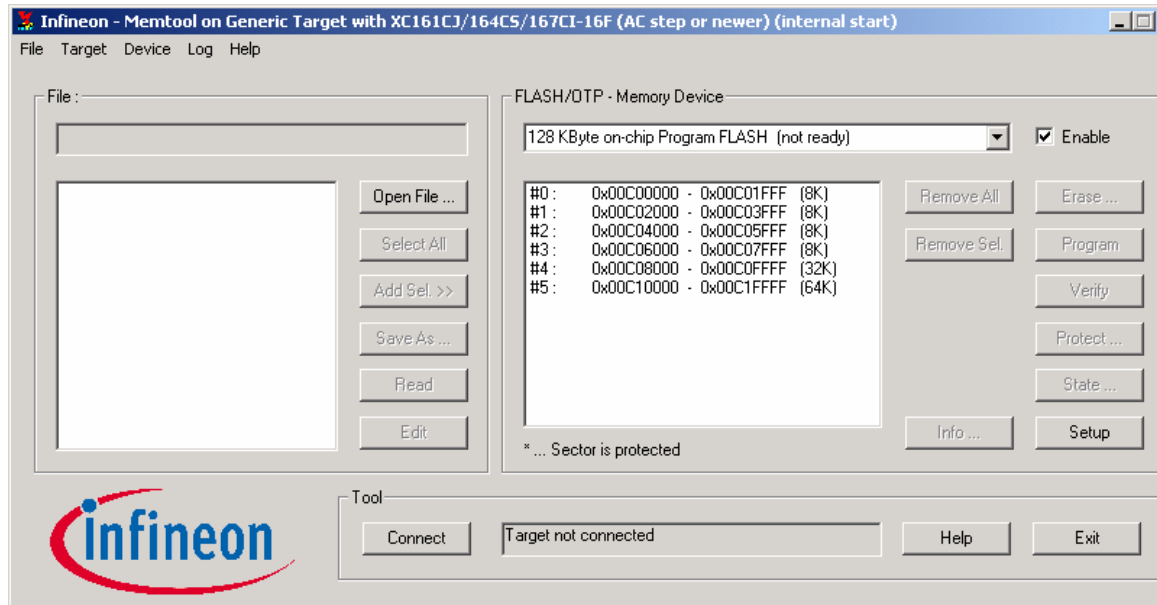 Infineon - Memtool on Generic Target with XC161CJ/164CS/167CI-16F (AC step or newer) (internal start)
File Target Device Log Help
File :
Open File ...
Select All
Add Sel. >>
Save As ...
Read
Edit
FLASH/OTP - Memory Device
128 KByte on-chip Program FLASH (not ready)
Enable
#0 : 0x00C00000 - 0x00C01FFF (8K)
#1 : 0x00C02000 - 0x00C03FFF (8K)
#2 : 0x00C04000 - 0x00C05FFF (8K)
#3 : 0x00C06000 - 0x00C07FFF (8K)
#4 : 0x00C08000 - 0x00C0FFFF (32K)
#5 : 0x00C10000 - 0x00C1FFFF (64K)
* ... Sector is protected
Remove All
Remove Sel.
Info ...
Erase ...
Program
Verify
Protect ...
State ...
Setup
infineon
Tool
Connect
Target not connected
Help
Exit